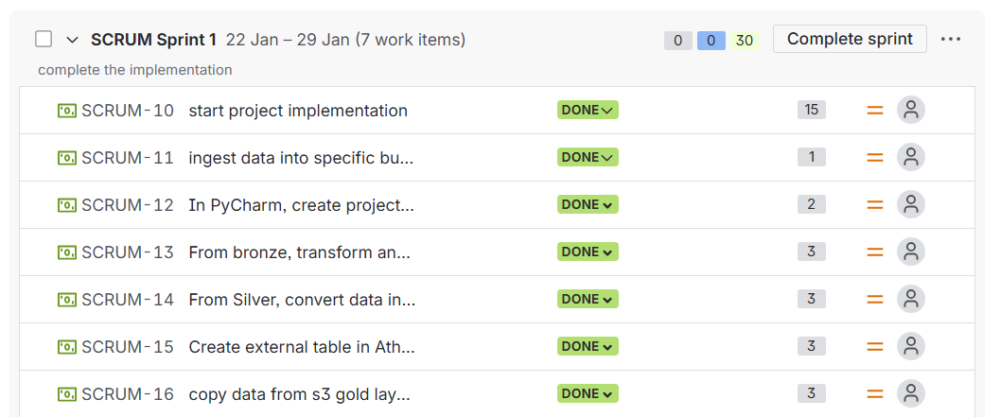 SCRUM Sprint 1 22 Jan – 29 Jan (7 work items) 0 0 30 Complete sprint
complete the implementation
SCRUM-10 start project implementation DONE 15
SCRUM-11 ingest data into specific bu... DONE 1
SCRUM-12 In PyCharm, create project... DONE 2
SCRUM-13 From bronze, transform an... DONE 3
SCRUM-14 From Silver, convert data in... DONE 3
SCRUM-15 Create external table in Ath... DONE 3
SCRUM-16 copy data from s3 gold lay... DONE 3